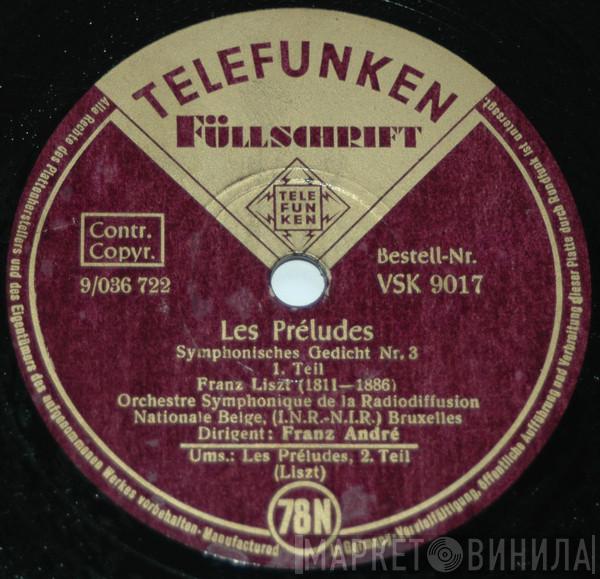 TELEFUNKEN
FÜLLSCHRIFT
TELE
FUN
KEN
Contr.
Copyr.
9/036 722
Bestell-Nr.
VSK 9017
Les Préludes
Symphonisches Gedicht Nr. 3
1. Teil
Franz Liszt (1811—1886)
Orchestre Symphonique de la Radiodiffusion
Nationale Belge, (I.N.R.-N.I.R.) Bruxelles
Dirigent: Franz André
Ums.: Les Préludes, 2. Teil
(Liszt)
78N
Alle Rechte des Plattenherstellers und des Eigentümers des aufgenommenen Werkes vorbehalten · Manufactured
Vervielfältigung, öffentliche Aufführung und Verbreitung dieser Platte durch Rundfunk ist untersagt.
МАРКЕТ ВИНИЛА